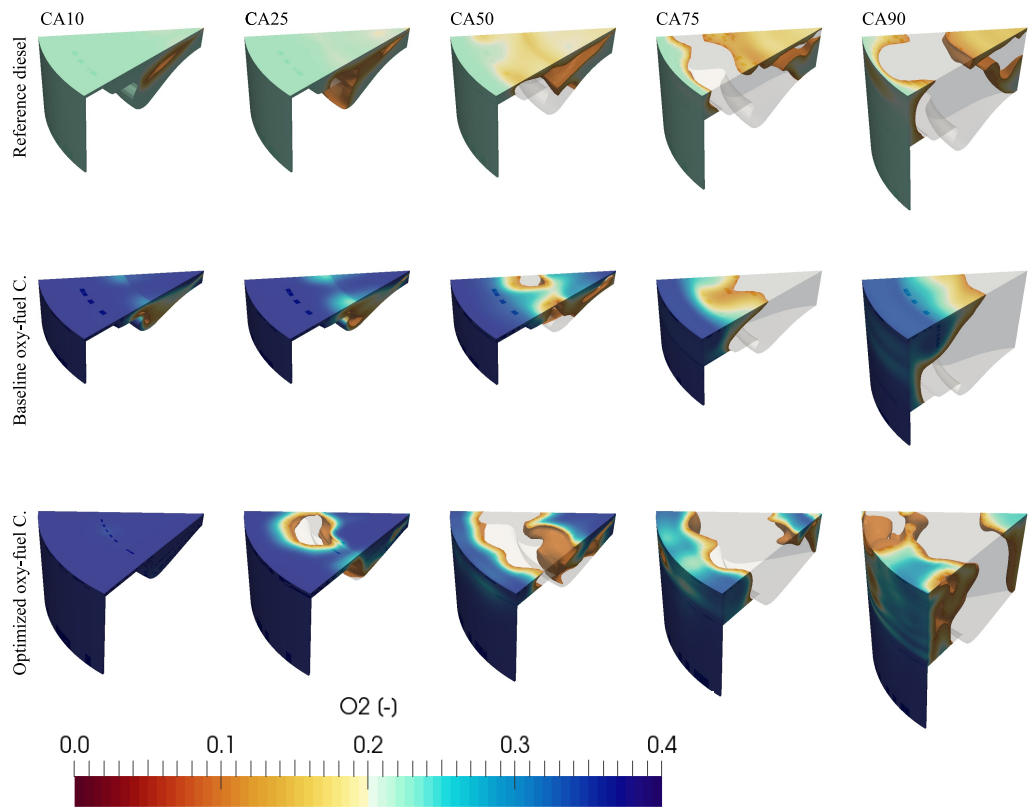 CA10 CA25 CA50 CA75 CA90
Reference diesel
Baseline oxy-fuel C.
Optimized oxy-fuel C.
O2 (-)
0.0 0.1 0.2 0.3 0.4